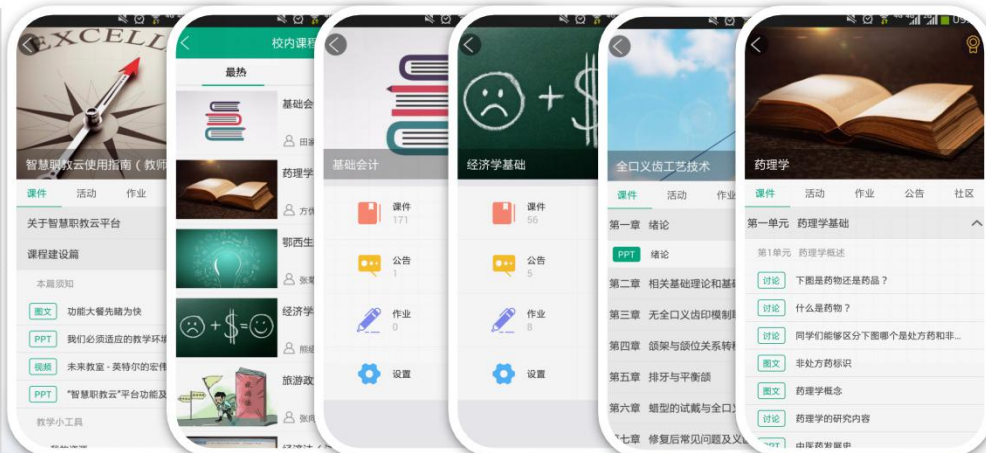 EXCELL
智慧职教云使用指南（教师
课件 活动 作业
关于智慧职教云平台
课程建设篇
本篇须知
图文 功能大餐先睹为快
PPT 我们必须适应的教学环境
视频 未来教室-英特尔的宏伟
PPT "智慧职教云"平台功能及
教学小工具
校内课程
最热
基础会
田家
药理学
方
鄂西生
张菊
经济学
熊
旅游政
张向
基础会计
课件
171
公告
1
作业
0
设置
经济学基础
课件
56
公告
5
作业
8
设置
全口义齿工艺技术
课件 活动 作业
第一章 绪论
PPT 绪论
第二章 相关基础理论和基础
第三章 无全口义齿印模制取
第四章 颌架与颌位关系转移
第五章 排牙与平衡颌
第六章 蜡型的试戴与全口义
第七章 修复后常见问题及义齿
4G 4G 2G
药理学
课件 活动 作业 公告 社区
第一单元 药理学基础
第1单元 药理学概述
讨论 下图是药物还是药品？
讨论 什么是药物？
讨论 同学们能够区分下图哪个是处方药和非...
图文 非处方药标识
图文 药理学概念
讨论 药理学的研究内容
PPT 中医药发展史